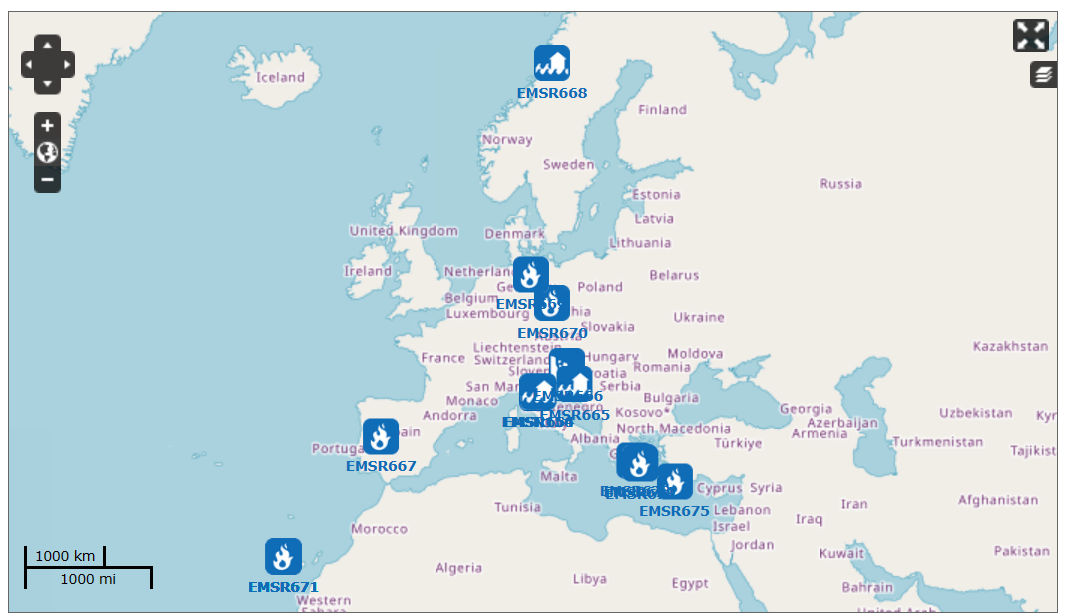 Iceland
EMSR668
Finland
Norway
Sweden
Russia
Estonia
Latvia
United Kingdom
Denmark
Lithuania
Ireland
Belarus
Poland
Belgium
Luxembourg
EMSR670
Ukraine
Slovakia
Liechtenstein
Switzerland
France
Hungary
Moldova
Romania
Kazakhstan
Serbia
Monaco
Andorra
EMSR665
Bulgaria
Kosovo*
North Macedonia
Albania
Georgia
Azerbaijan
Armenia
Uzbekistan
Kyr
Turkmenistan
Tajikist
Türkiye
EMSR667
Malta
EMSR675
Cyprus
Syria
Lebanon
Israel
Jordan
Iraq
Iran
Afghanistan
Tunisia
Morocco
Algeria
Libya
Egypt
Kuwait
Pakistan
Bahrain
1000 km
1000 mi
EMSR671
Western